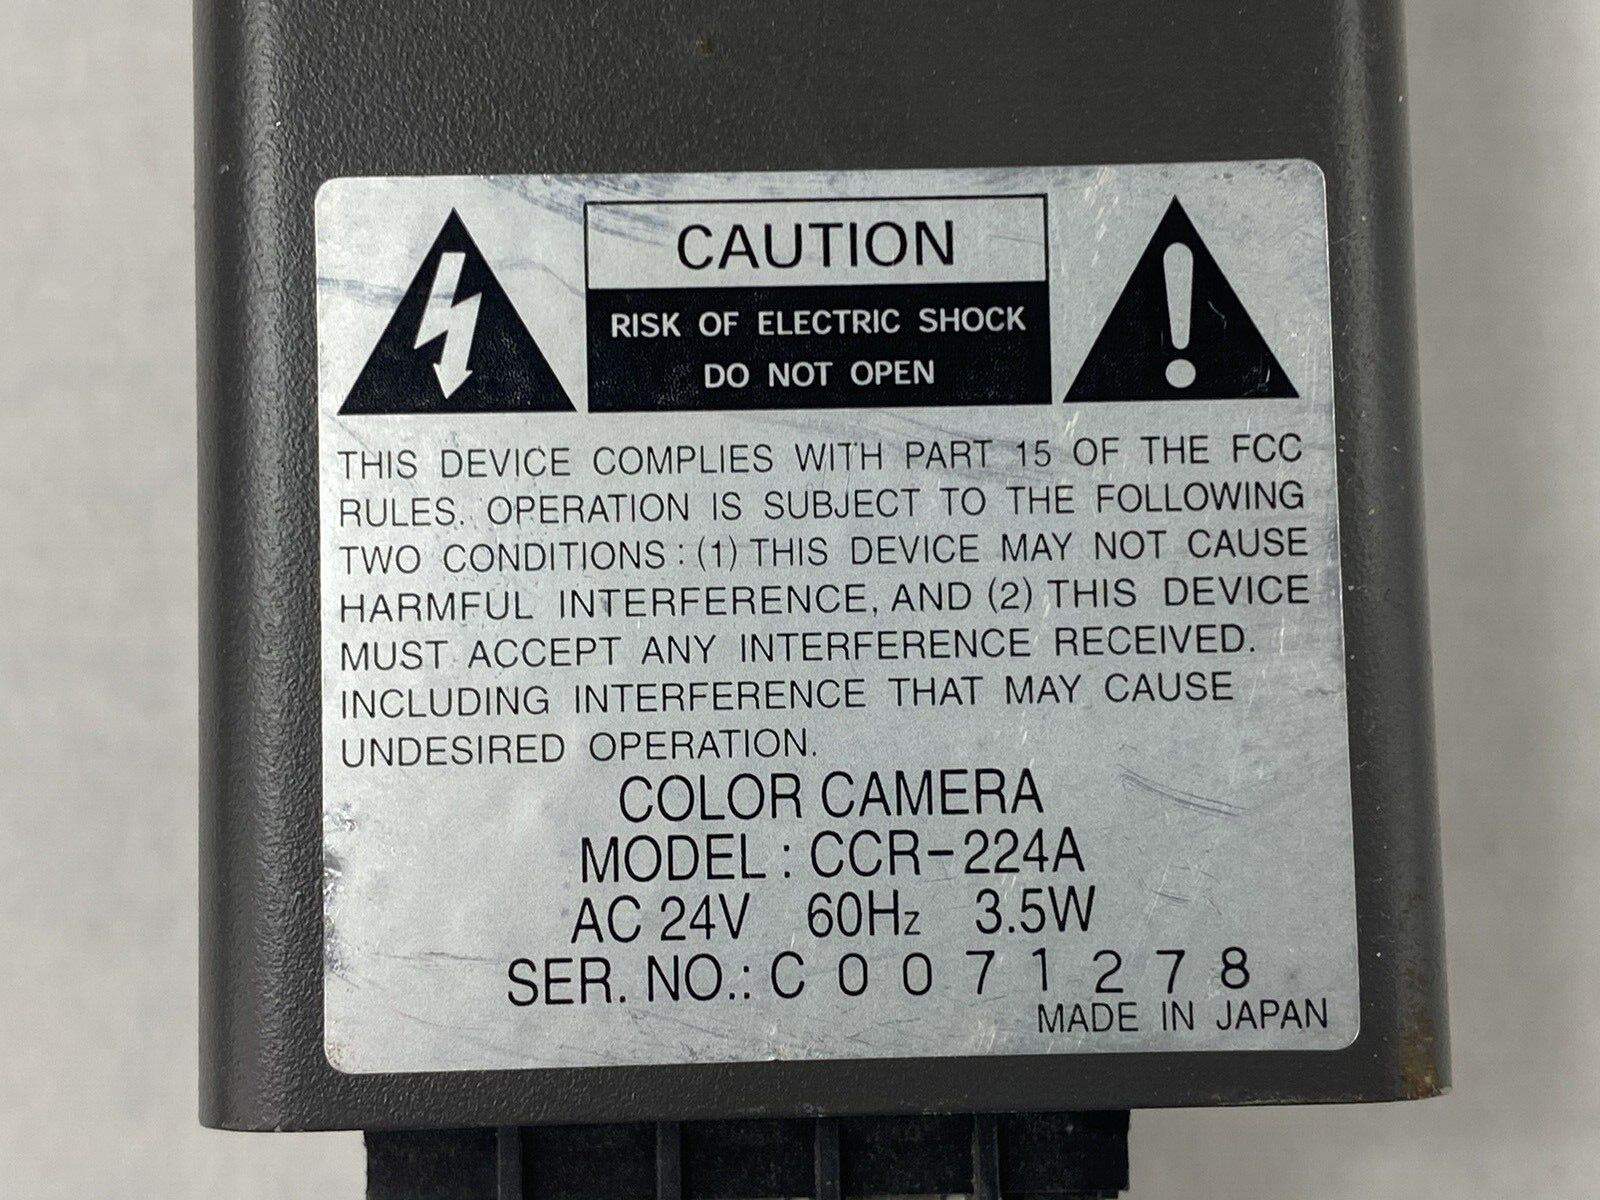 CAUTION
RISK OF ELECTRIC SHOCK
DO NOT OPEN
THIS DEVICE COMPLIES WITH PART 15 OF THE FCC
RULES. OPERATION IS SUBJECT TO THE FOLLOWING
TWO CONDITIONS : (1) THIS DEVICE MAY NOT CAUSE
HARMFUL INTERFERENCE, AND (2) THIS DEVICE
MUST ACCEPT ANY INTERFERENCE RECEIVED.
INCLUDING INTERFERENCE THAT MAY CAUSE
UNDESIRED OPERATION.
COLOR CAMERA
MODEL : CCR-224A
AC 24V 60Hz 3.5W
SER. NO.: C 0 0 7 1 2 7 8
MADE IN JAPAN